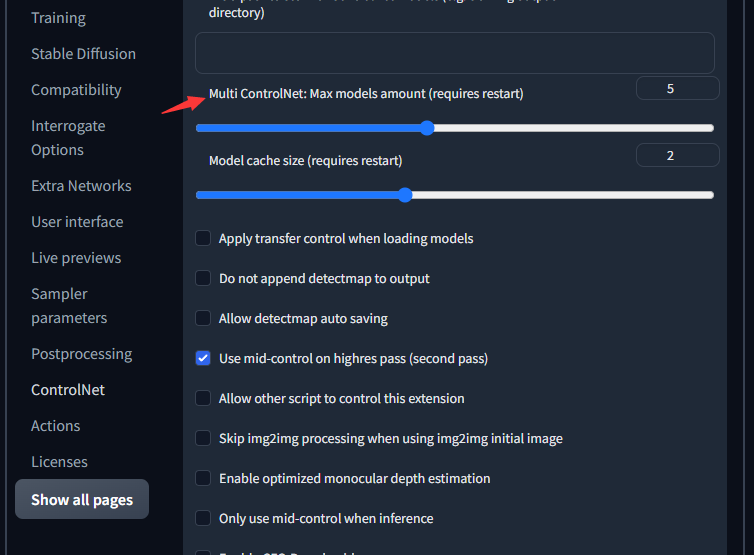 Training
Stable Diffusion
Compatibility
Interrogate
Options
Extra Networks
User interface
Live previews
Sampler
parameters
Postprocessing
ControlNet
Actions
Licenses
Show all pages
directory)
Multi ControlNet: Max models amount (requires restart)
5
Model cache size (requires restart)
2
Apply transfer control when loading models
Do not append detectmap to output
Allow detectmap auto saving
Use mid-control on highres pass (second pass)
Allow other script to control this extension
Skip img2img processing when using img2img initial image
Enable optimized monocular depth estimation
Only use mid-control when inference